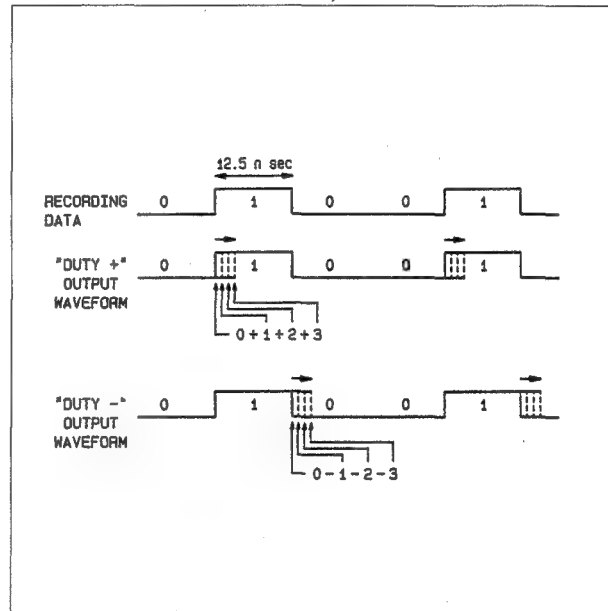 12.5 n sec
RECORDING DATA 0 1 0 0 1
"DUTY +" OUTPUT WAVEFORM 0 1 0 0 1
0 + 1 + 2 + 3
"DUTY -" OUTPUT WAVEFORM 0 1 0 0 1
0 - 1 - 2 - 3